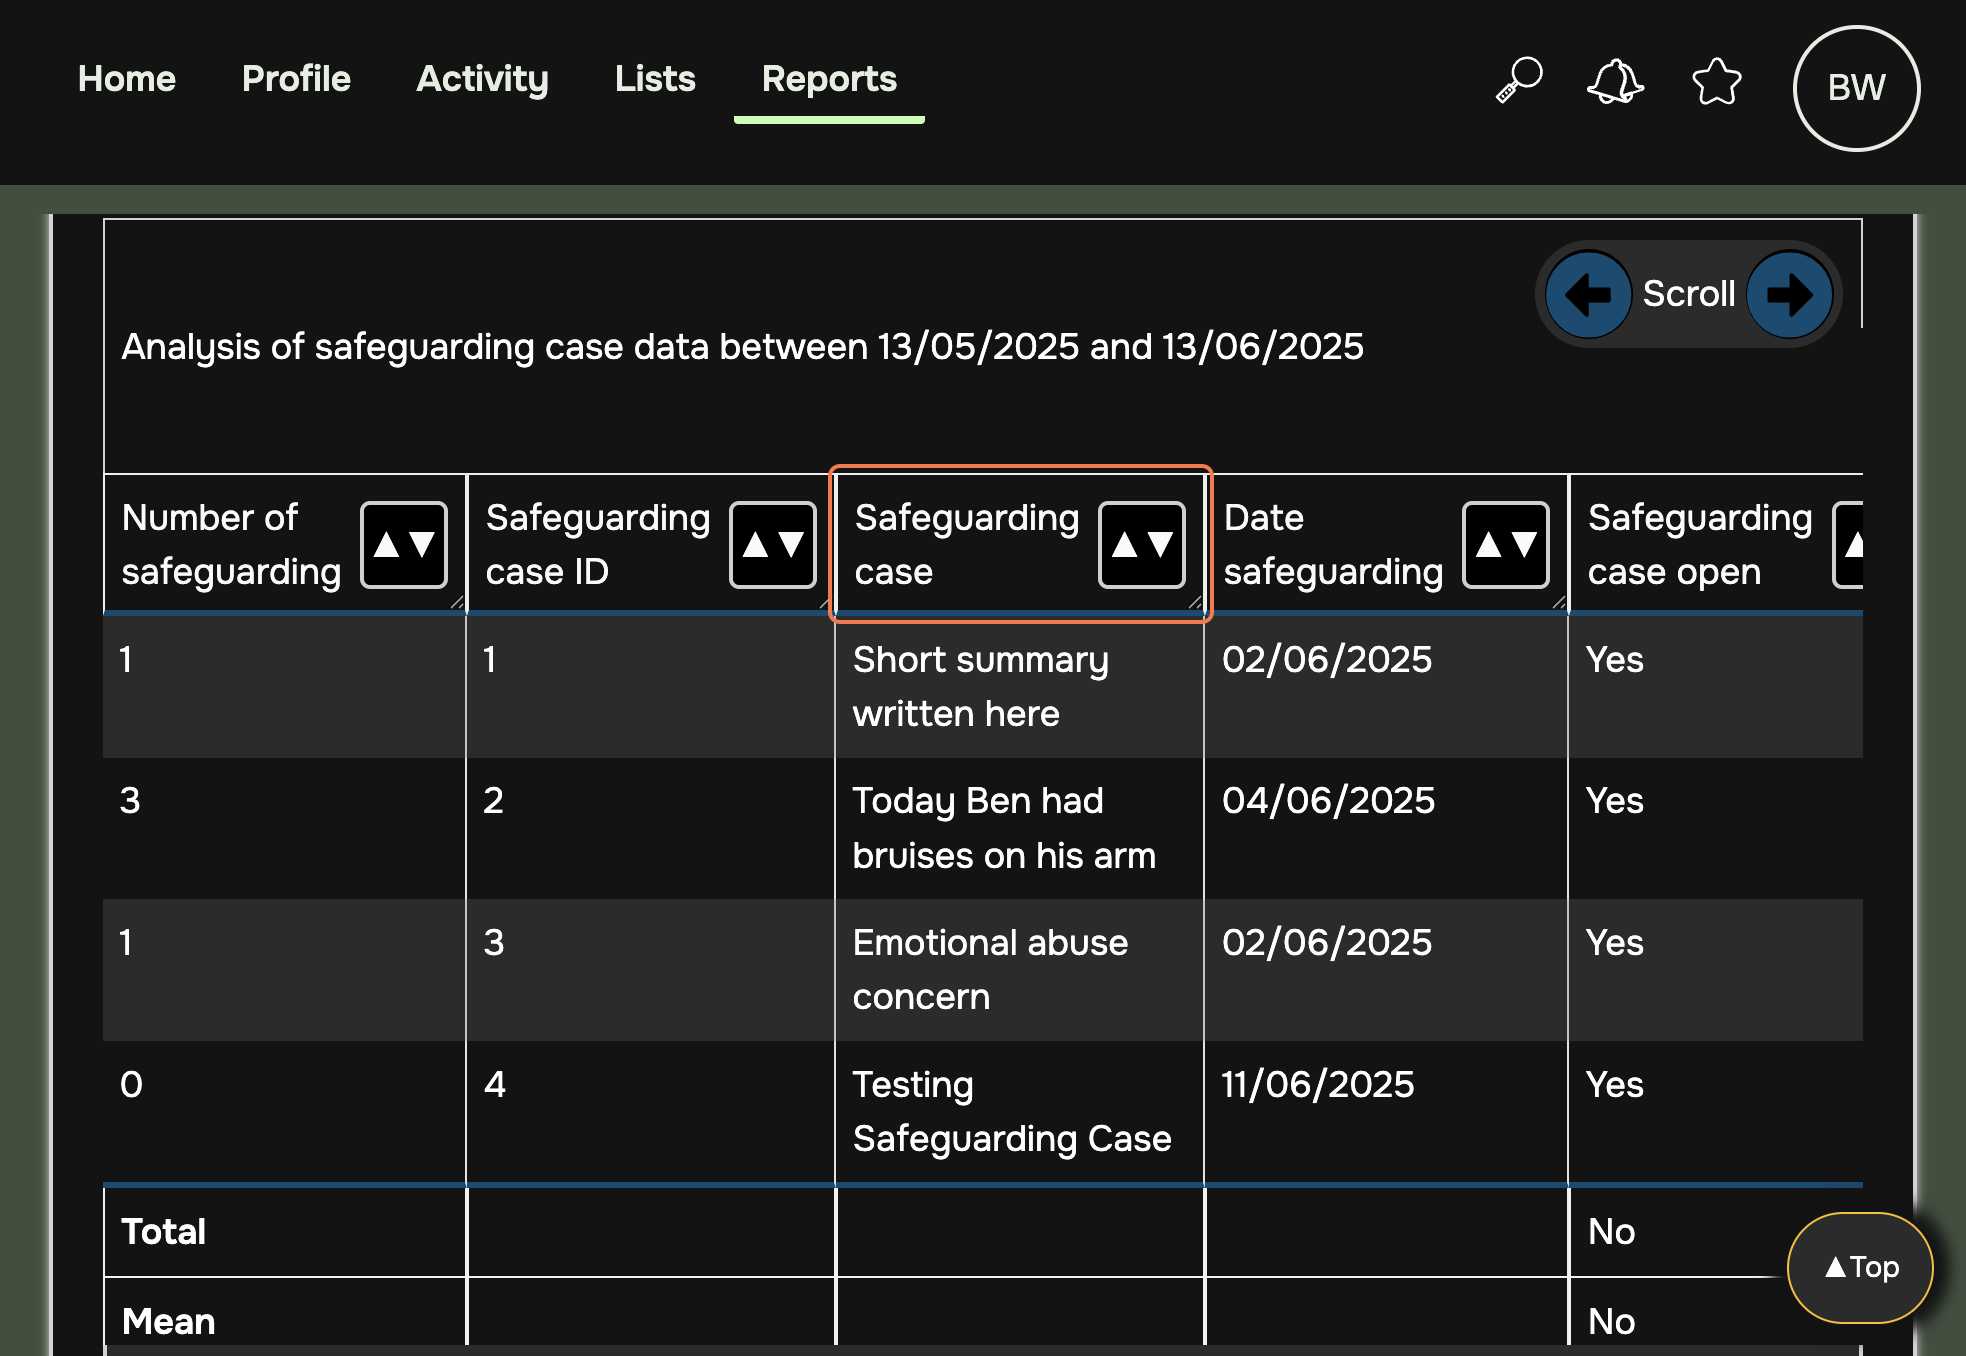 Home Profile Activity Lists Reports BW
Scroll
Analysis of safeguarding case data between 13/05/2025 and 13/06/2025
Number of safeguarding ▲▼ Safeguarding case ID ▲▼ Safeguarding case ▲▼ Date safeguarding ▲▼ Safeguarding case open ▲
1 1 Short summary written here 02/06/2025 Yes
3 2 Today Ben had bruises on his arm 04/06/2025 Yes
1 3 Emotional abuse concern 02/06/2025 Yes
0 4 Testing Safeguarding Case 11/06/2025 Yes
Total No
▲Top
Mean No